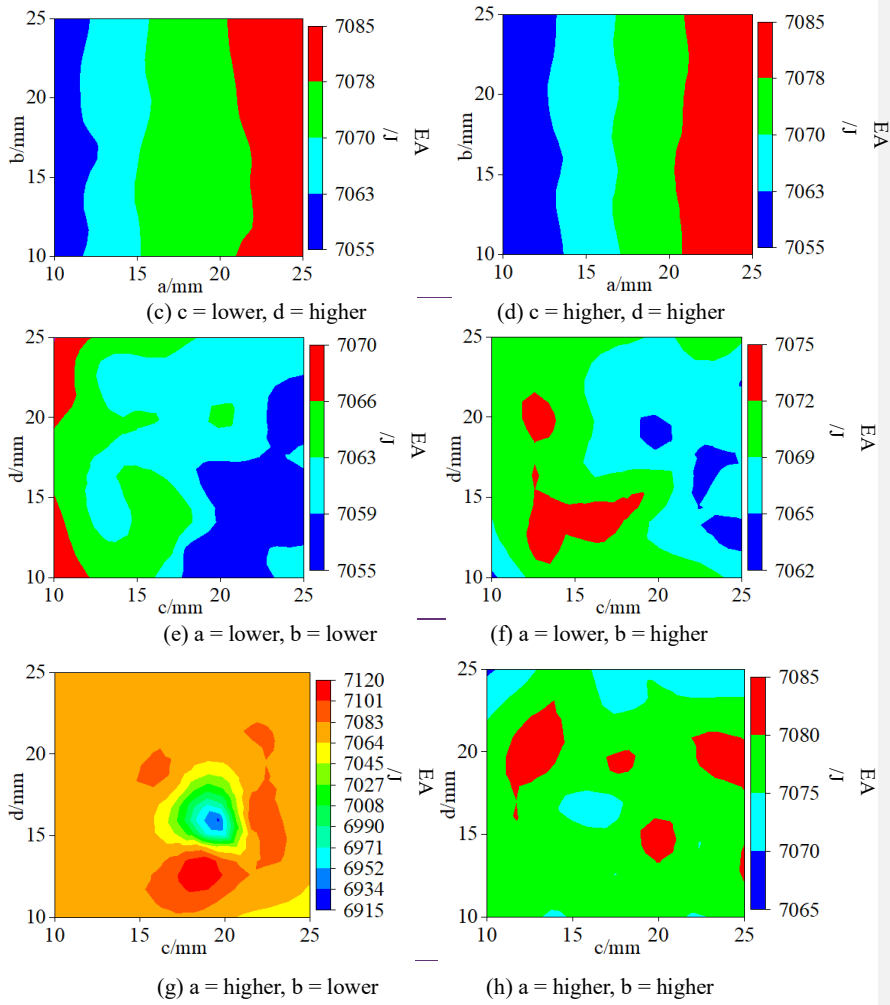 25
20
b/mm
15
10
10 15 20 25
a/mm
7085
7078
7070
7063
7055
EA
/J
(c) c = lower, d = higher
25
20
b/mm
15
10
10 15 20 25
a/mm
7085
7078
7070
7063
7055
EA
/J
(d) c = higher, d = higher
25
20
d/mm
15
10
10 15 20 25
c/mm
7070
7066
7063
7059
7055
EA
/J
(e) a = lower, b = lower
25
20
d/mm
15
10
10 15 20 25
c/mm
7075
7072
7069
7065
7062
EA
/J
(f) a = lower, b = higher
25
20
d/mm
15
10
10 15 20 25
c/mm
7120
7101
7083
7064
7045
7027
7008
6990
6971
6952
6934
6915
EA
/J
(g) a = higher, b = lower
25
20
d/mm
15
10
10 15 20 25
c/mm
7085
7080
7075
7070
7065
EA
/J
(h) a = higher, b = higher